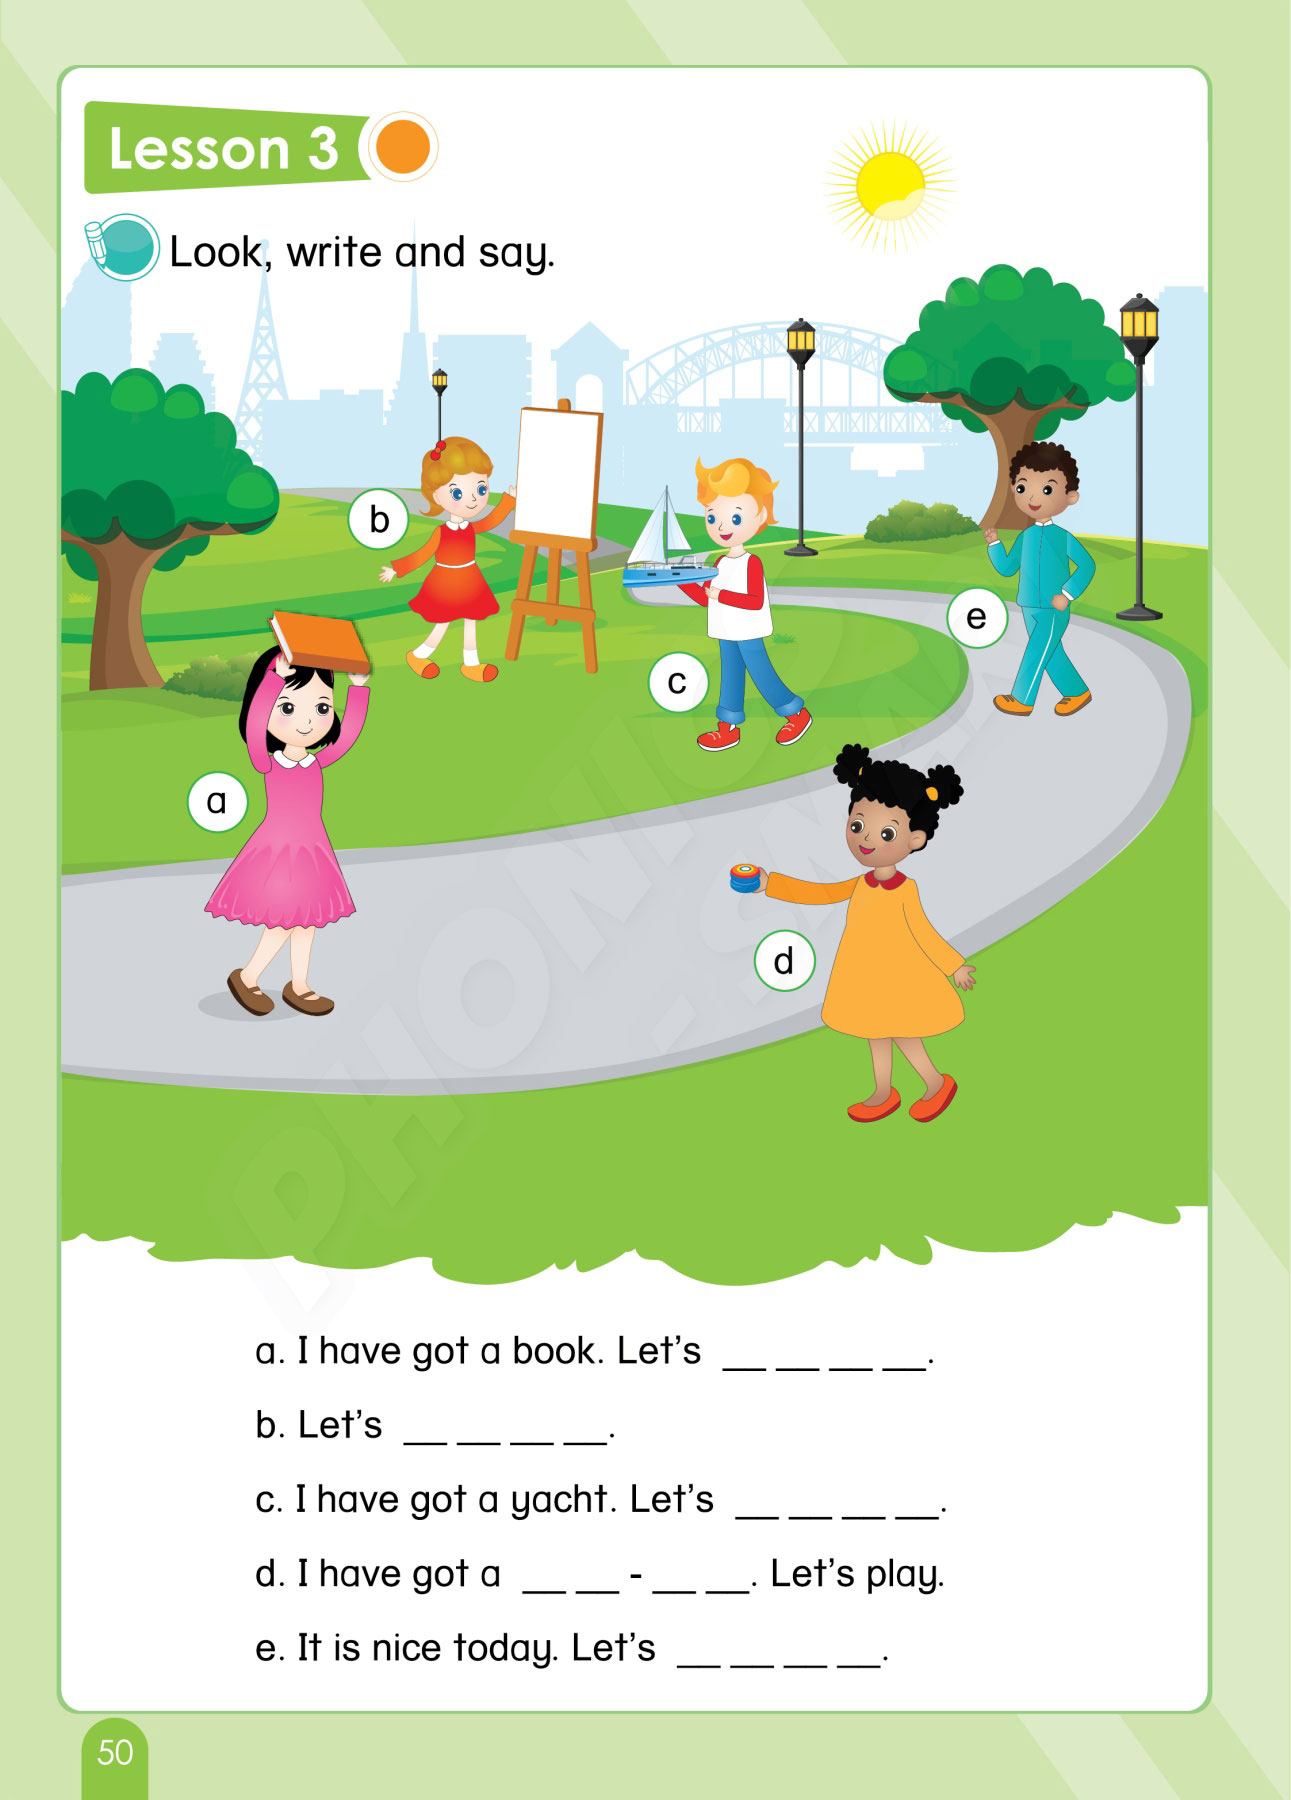 Lesson 3
Look, write and say.
b
c
e
a
d
a. I have got a book. Let's __ __ __ __.
b. Let's __ __ __ __.
c. I have got a yacht. Let's __ __ __ __.
d. I have got a __ __ - __ __. Let's play.
e. It is nice today. Let's __ __ __ __.
50